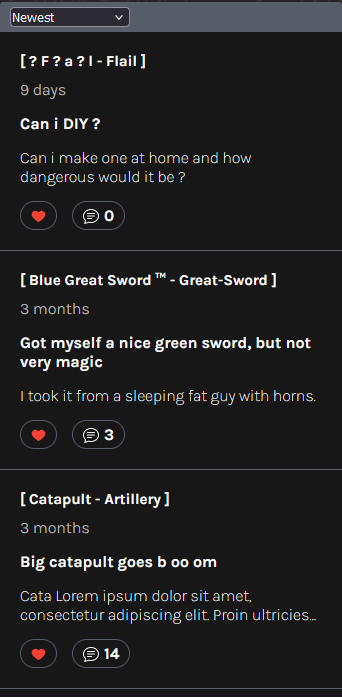 Newest
[ ? F ? a ? l - Flail ]
9 days
Can i DIY ?
Can i make one at home and how
dangerous would it be ?
0
[ Blue Great Sword ™ - Great-Sword ]
3 months
Got myself a nice green sword, but not
very magic
I took it from a sleeping fat guy with horns.
3
[ Catapult - Artillery ]
3 months
Big catapult goes b oo om
Cata Lorem ipsum dolor sit amet,
consectetur adipiscing elit. Proin ultricies...
14